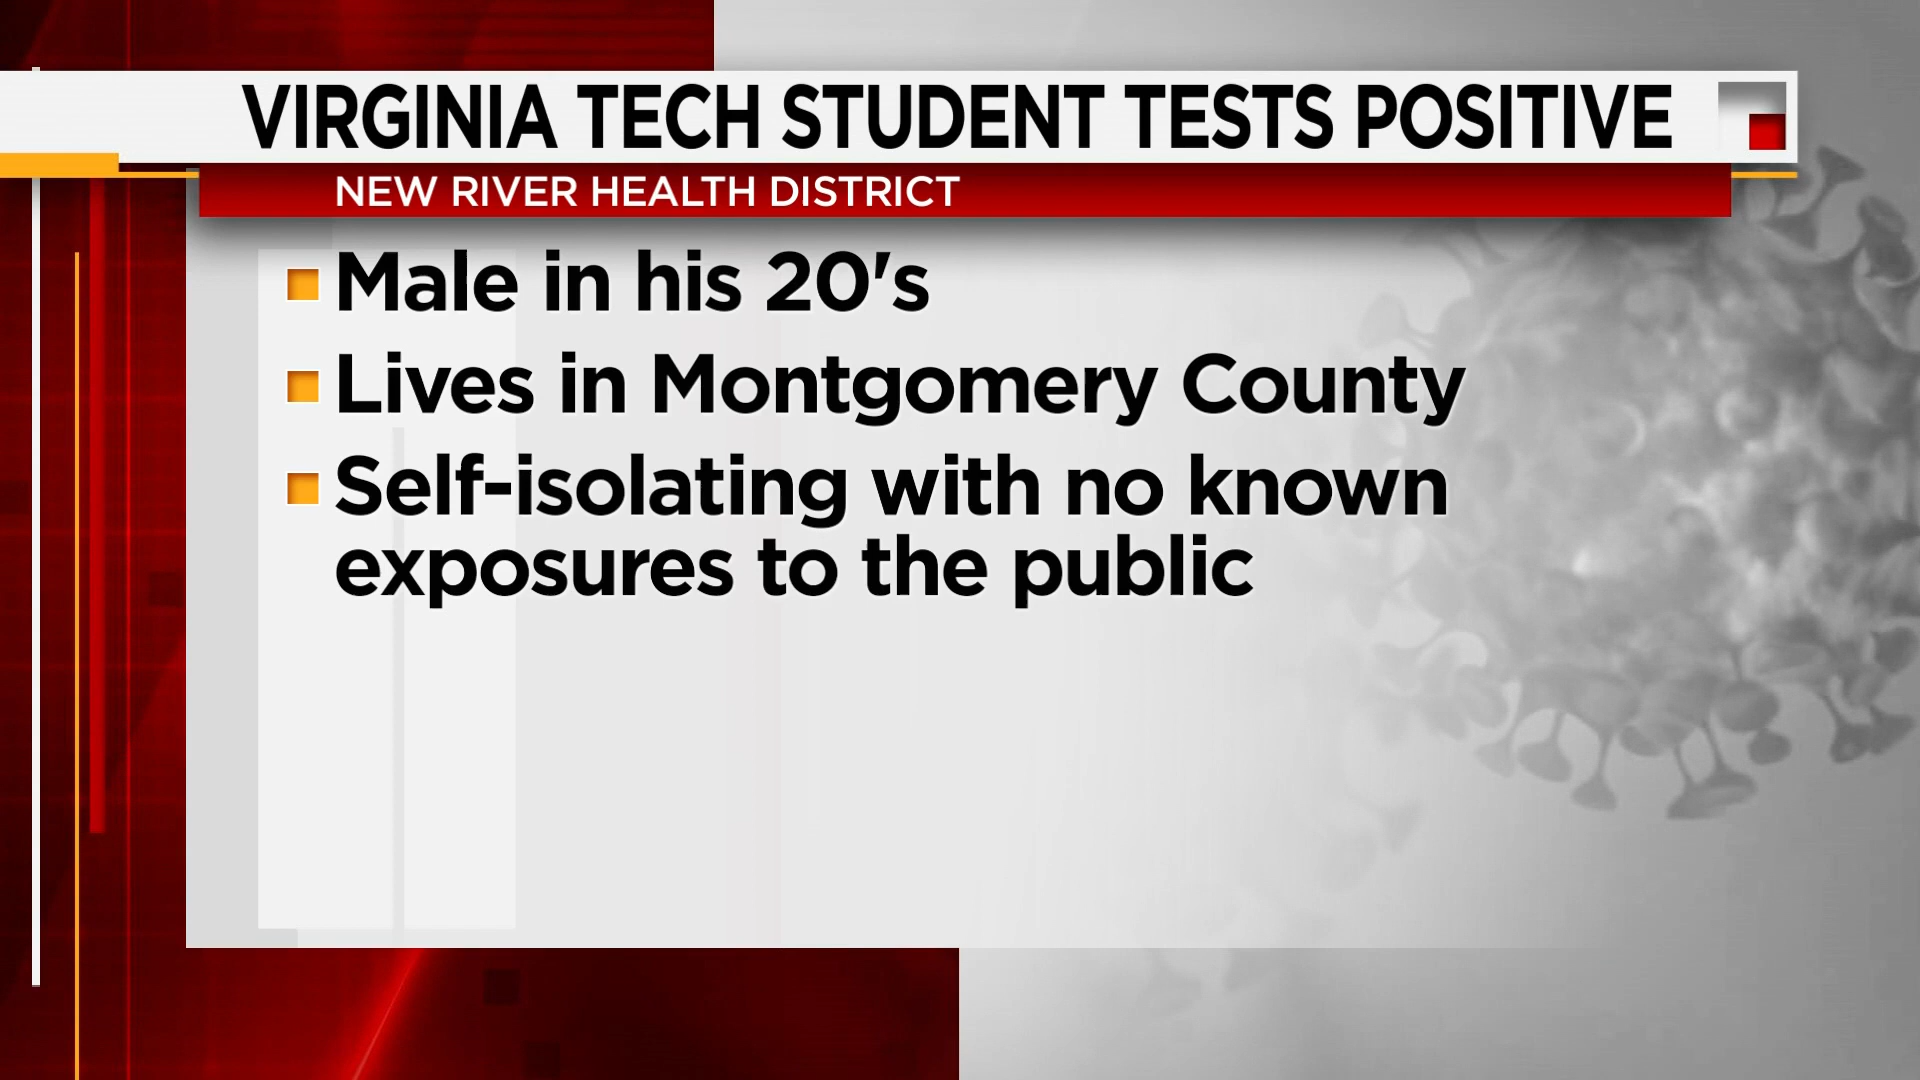 VIRGINIA TECH STUDENT TESTS POSITIVE
NEW RIVER HEALTH DISTRICT
Male in his 20's
Lives in Montgomery County
Self-isolating with no known
exposures to the public